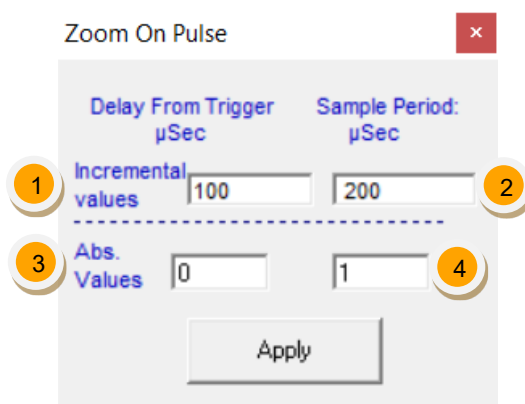 Zoom On Pulse
×
Delay From Trigger
µSec
Sample Period:
µSec
1
Incremental
values
100
200
2
3
Abs.
Values
0
1
4
Apply